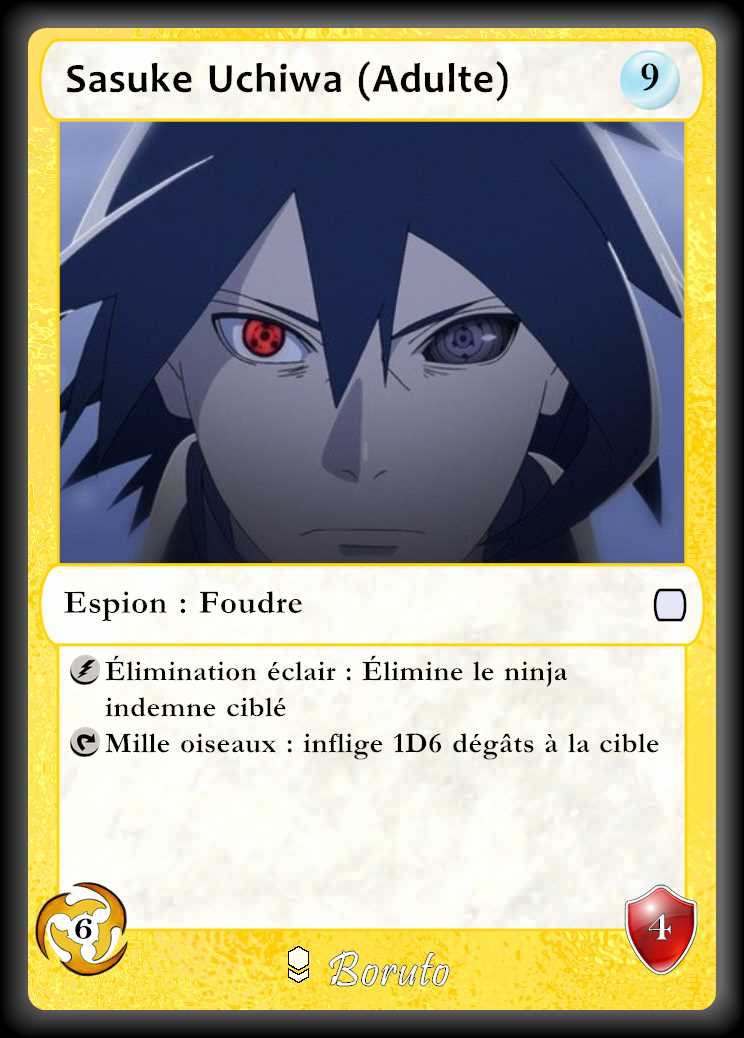 Sasuke Uchiwa (Adulte)
9
Espion : Foudre
Élimination éclair : Élimine le ninja
indemne ciblé
Mille oiseaux : inflige 1D6 dégâts à la cible
6
4
Boruto